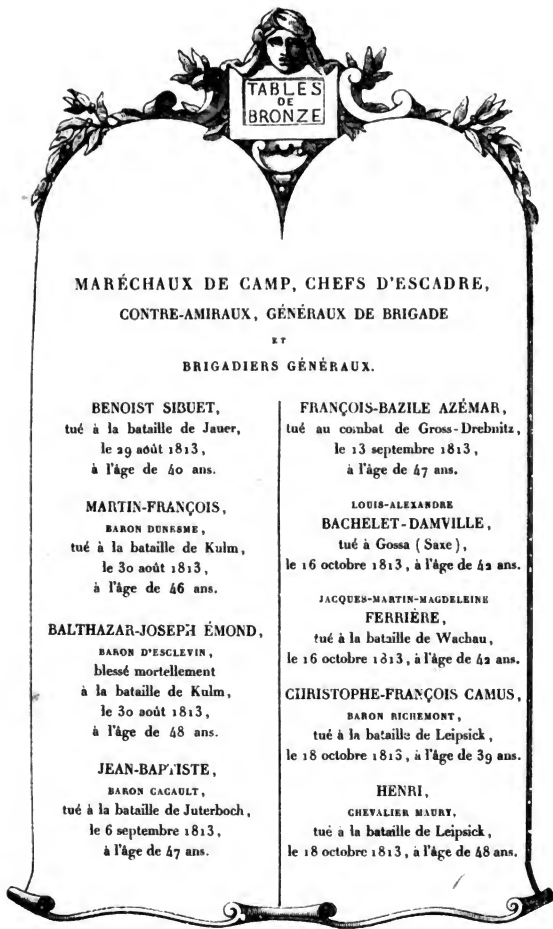 TABLES
DE
BRONZE
MARÉCHAUX DE CAMP, CHEFS D'ESCADRE,
CONTRE-AMIRAUX, GÉNÉRAUX DE BRIGADE
ET
BRIGADIERS GÉNÉRAUX.
BENOIST SIBUET,
tué à la bataille de Jauer,
le 29 août 1813,
à l'âge de 40 ans.
MARTIN-FRANÇOIS,
BARON DUNESME,
tué à la bataille de Kulm,
le 30 août 1813,
à l'âge de 46 ans.
BALTHAZAR-JOSEPH ÉMOND,
BARON D'ESCLEVIN,
blessé mortellement
à la bataille de Kulm,
le 30 août 1813,
à l'âge de 48 ans.
JEAN-BAPTISTE,
BARON CACAULT,
tué à la bataille de Juterboch,
le 6 septembre 1813,
à l'âge de 47 ans.
FRANÇOIS-BAZILE AZÉMAR,
tué au combat de Gross-Drebnitz,
le 13 septembre 1813,
à l'âge de 47 ans.
LOUIS-ALEXANDRE
BACHELET-DAMVILLE,
tué à Gossa (Saxe),
le 16 octobre 1813, à l'âge de 42 ans.
JACQUES-MARTIN-MAGDELEINE
FERRIÈRE,
tué à la bataille de Wachau,
le 16 octobre 1813, à l'âge de 42 ans.
CHRISTOPHE-FRANÇOIS CAMUS,
BARON RICHEMONT,
tué à la bataille de Leipsick,
le 18 octobre 1813, à l'âge de 39 ans.
HENRI,
CHEVALIER MAURY,
tué à la bataille de Leipsick,
le 18 octobre 1813, à l'âge de 48 ans.